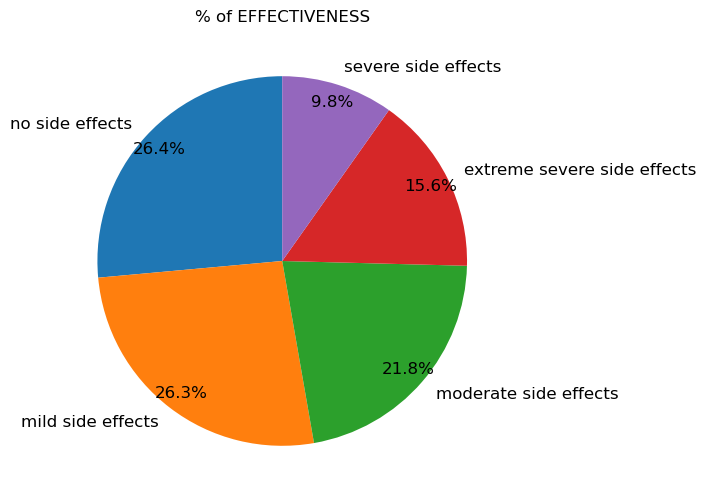 % of EFFECTIVENESS
severe side effects
9.8%
no side effects
26.4%
extreme severe side effects
15.6%
21.8%
moderate side effects
26.3%
mild side effects